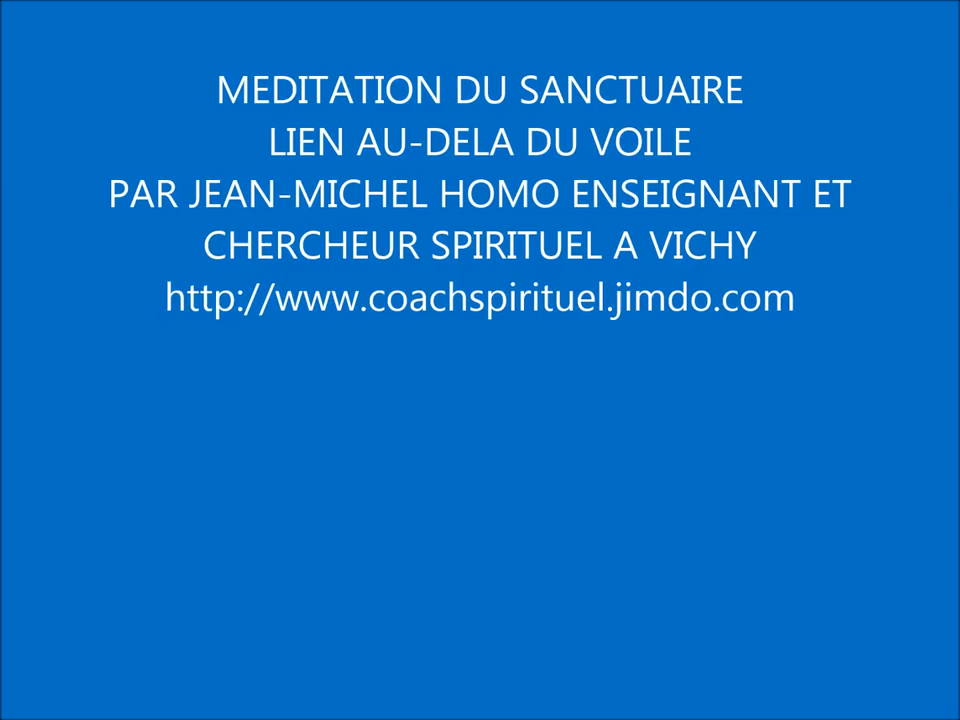 MEDITATION DU SANCTUAIRE
LIEN AU-DELA DU VOILE
PAR JEAN-MICHEL HOMO ENSEIGNANT ET
CHERCHEUR SPIRITUEL A VICHY
http://www.coachspirituel.jimdo.com